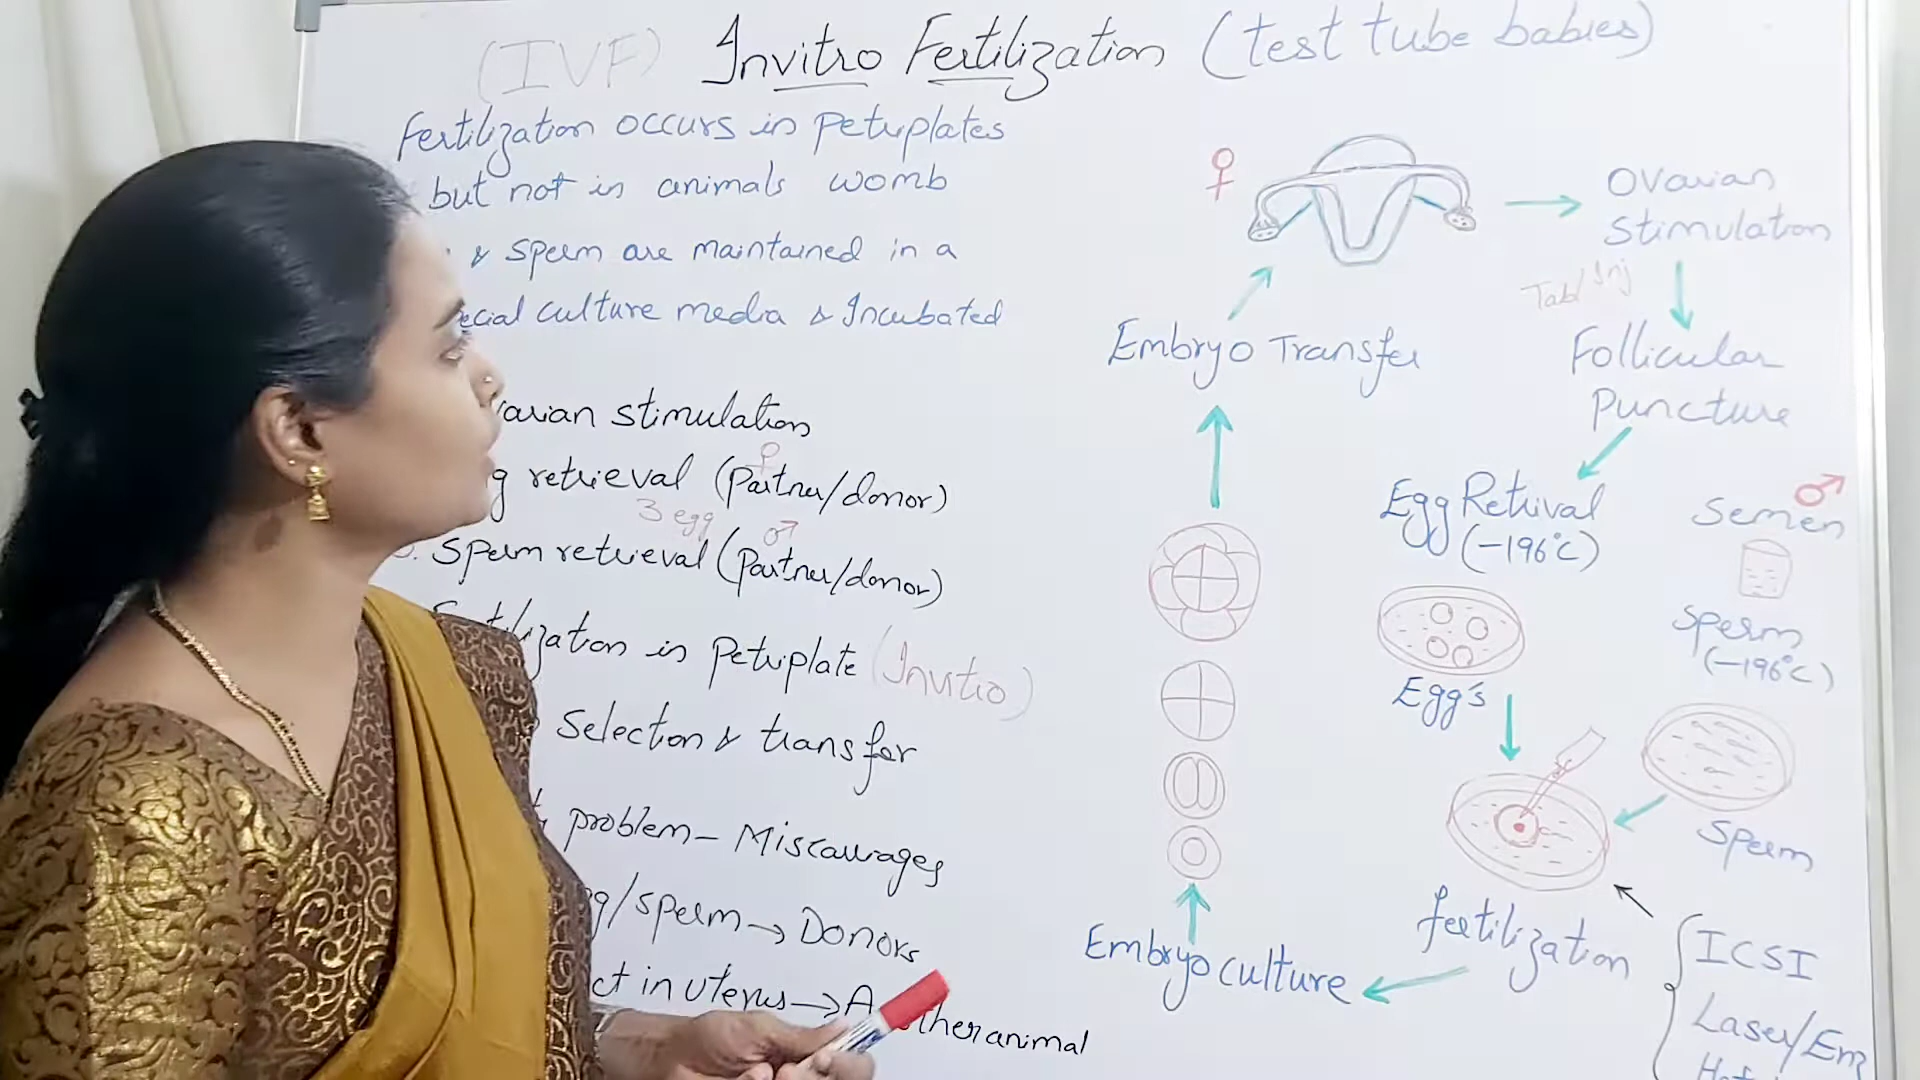 (IVF) Invitro Fertilization (test tube babies)
Fertilization occurs in Petriplates
but not in animals womb
& Sperm are maintained in a
ecial culture media & Incubated
varian stimulation
♀
g retrieval (Partner/donor)
3 egg
♂
3. Sperm retrieval (Partner/donor)
Fertilization in Petriplate (Invitro)
Selection & transfer
problem - Miscarriages
g/sperm → Donors
ct in uterus → Another animal
♀
Ovarian
Stimulation
Tab/Inj
Follicular
Puncture
Egg Retrival
(-196°C)
Egg's
Semen ♂
Sperm
(-196°C)
Sperm
fertilization
ICSI
Laser/Em
Embryo culture
Embryo Transfer